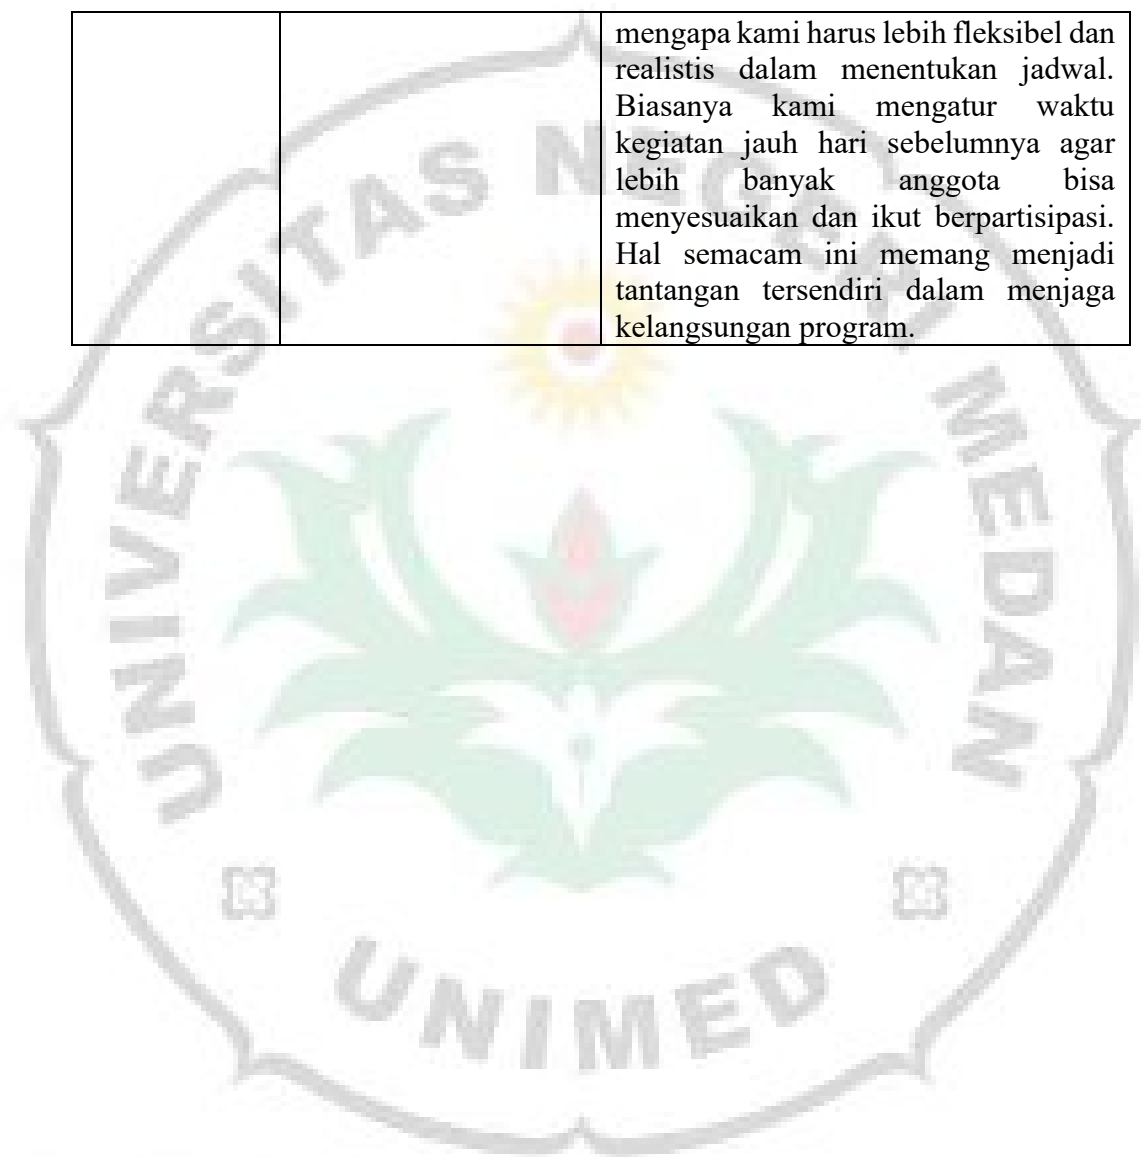 mengapa kami harus lebih fleksibel dan
realistis dalam menentukan jadwal.
Biasanya kami mengatur waktu
kegiatan jauh hari sebelumnya agar
lebih banyak anggota bisa
menyesuaikan dan ikut berpartisipasi.
Hal semacam ini memang menjadi
tantangan tersendiri dalam menjaga
kelangsungan program.
UNIVERSITAS NEGERI MEDAN
UNIMED